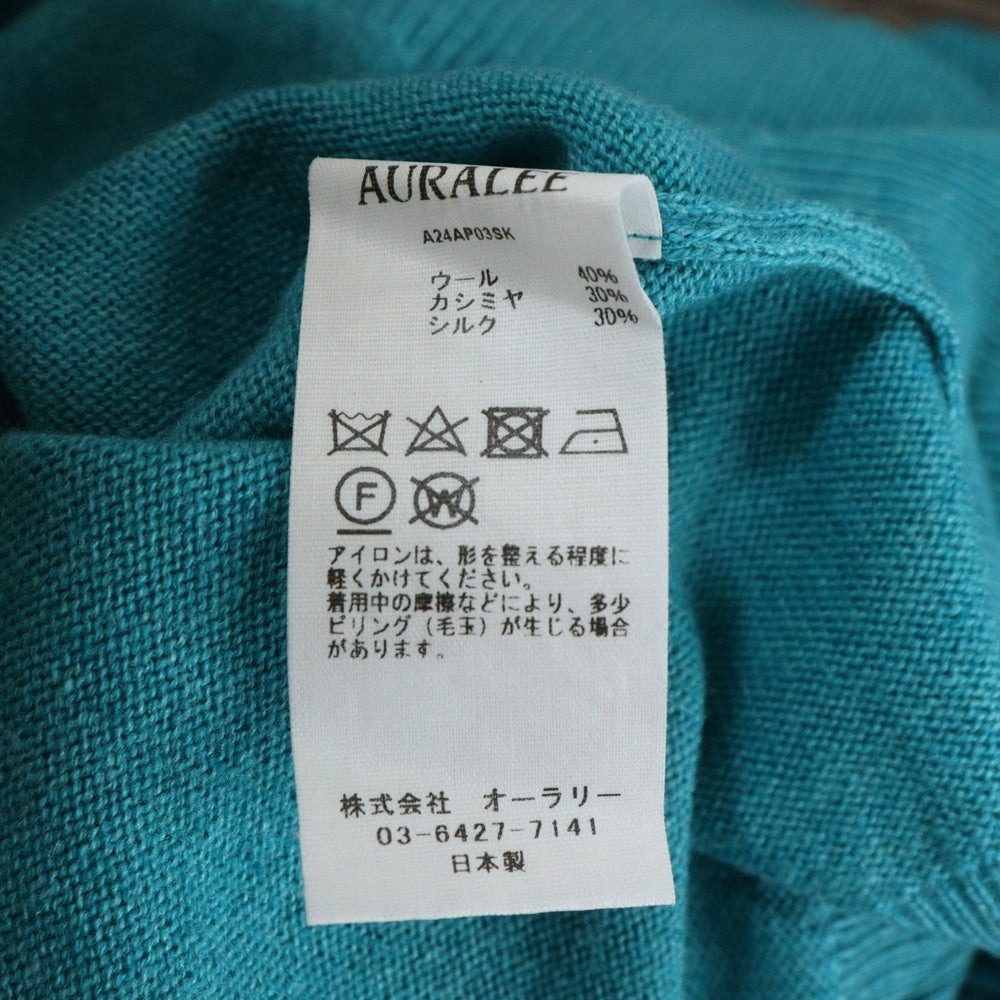 AURALEE
A24AP03SK
ウール 40%
カシミヤ 30%
シルク 30%
F W
アイロンは、形を整える程度に
軽くかけてください。
着用中の摩擦などにより、多少
ピリング（毛玉）が生じる場合
があります。
株式会社 オーラリー
03-6427-7141
日本製